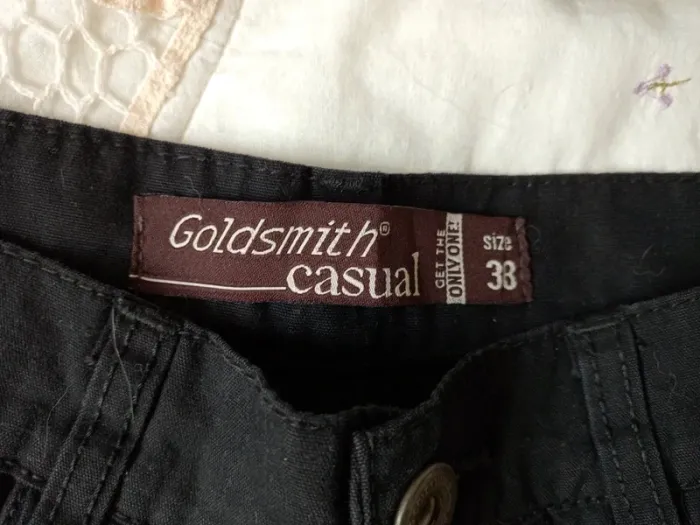 Goldsmith®
casual
GET THE
ONLY ONE!
size
38